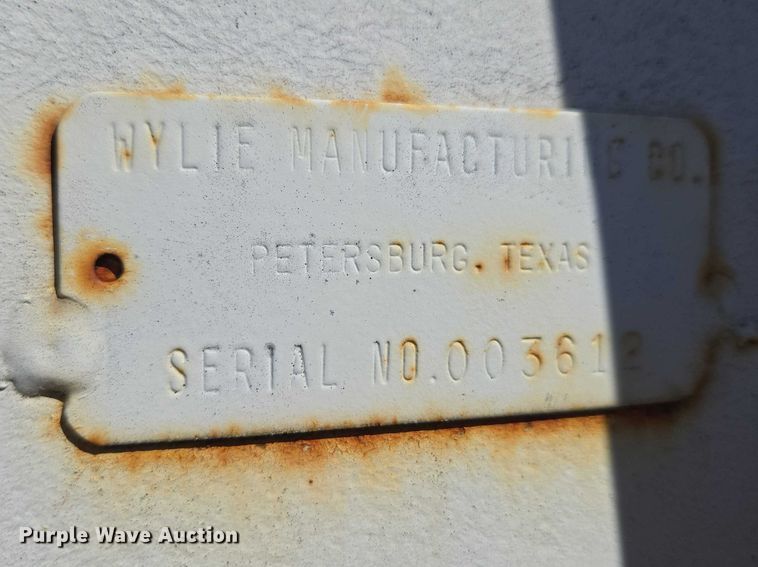 WYLIE MANUFACTURING CO.
PETERSBURG, TEXAS
SERIAL NO. 003612
Purple Wave Auction